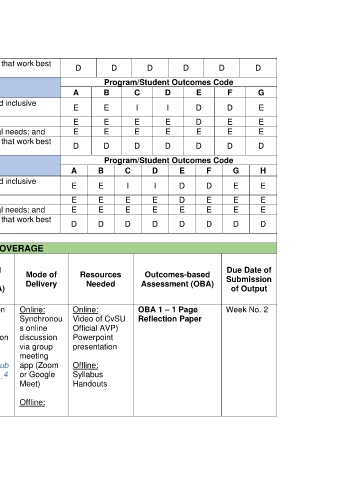 that work best D D D D D D D
Program/Student Outcomes Code
A B C D E F G
d inclusive E E I I D D E
E E E E D E E
l needs; and E E E E E E E
that work best D D D D D D D
Program/Student Outcomes Code
A B C D E F G H
d inclusive E E I I D D E E
E E E E D E E E
l needs; and E E E E E E E E
that work best D D D D D D D D
OVERAGE
Mode of Delivery
Resources Needed
Outcomes-based Assessment (OBA)
Due Date of Submission of Output
A)
n
on
ub
_4
Online:
Synchronou
s online
discussion
via group
meeting
app (Zoom
or Google
Meet)
Offline:
Online:
Video of CvSU
Official AVP)
Powerpoint
presentation
Offline:
Syllabus
Handouts
OBA 1 – 1 Page
Reflection Paper
Week No. 2